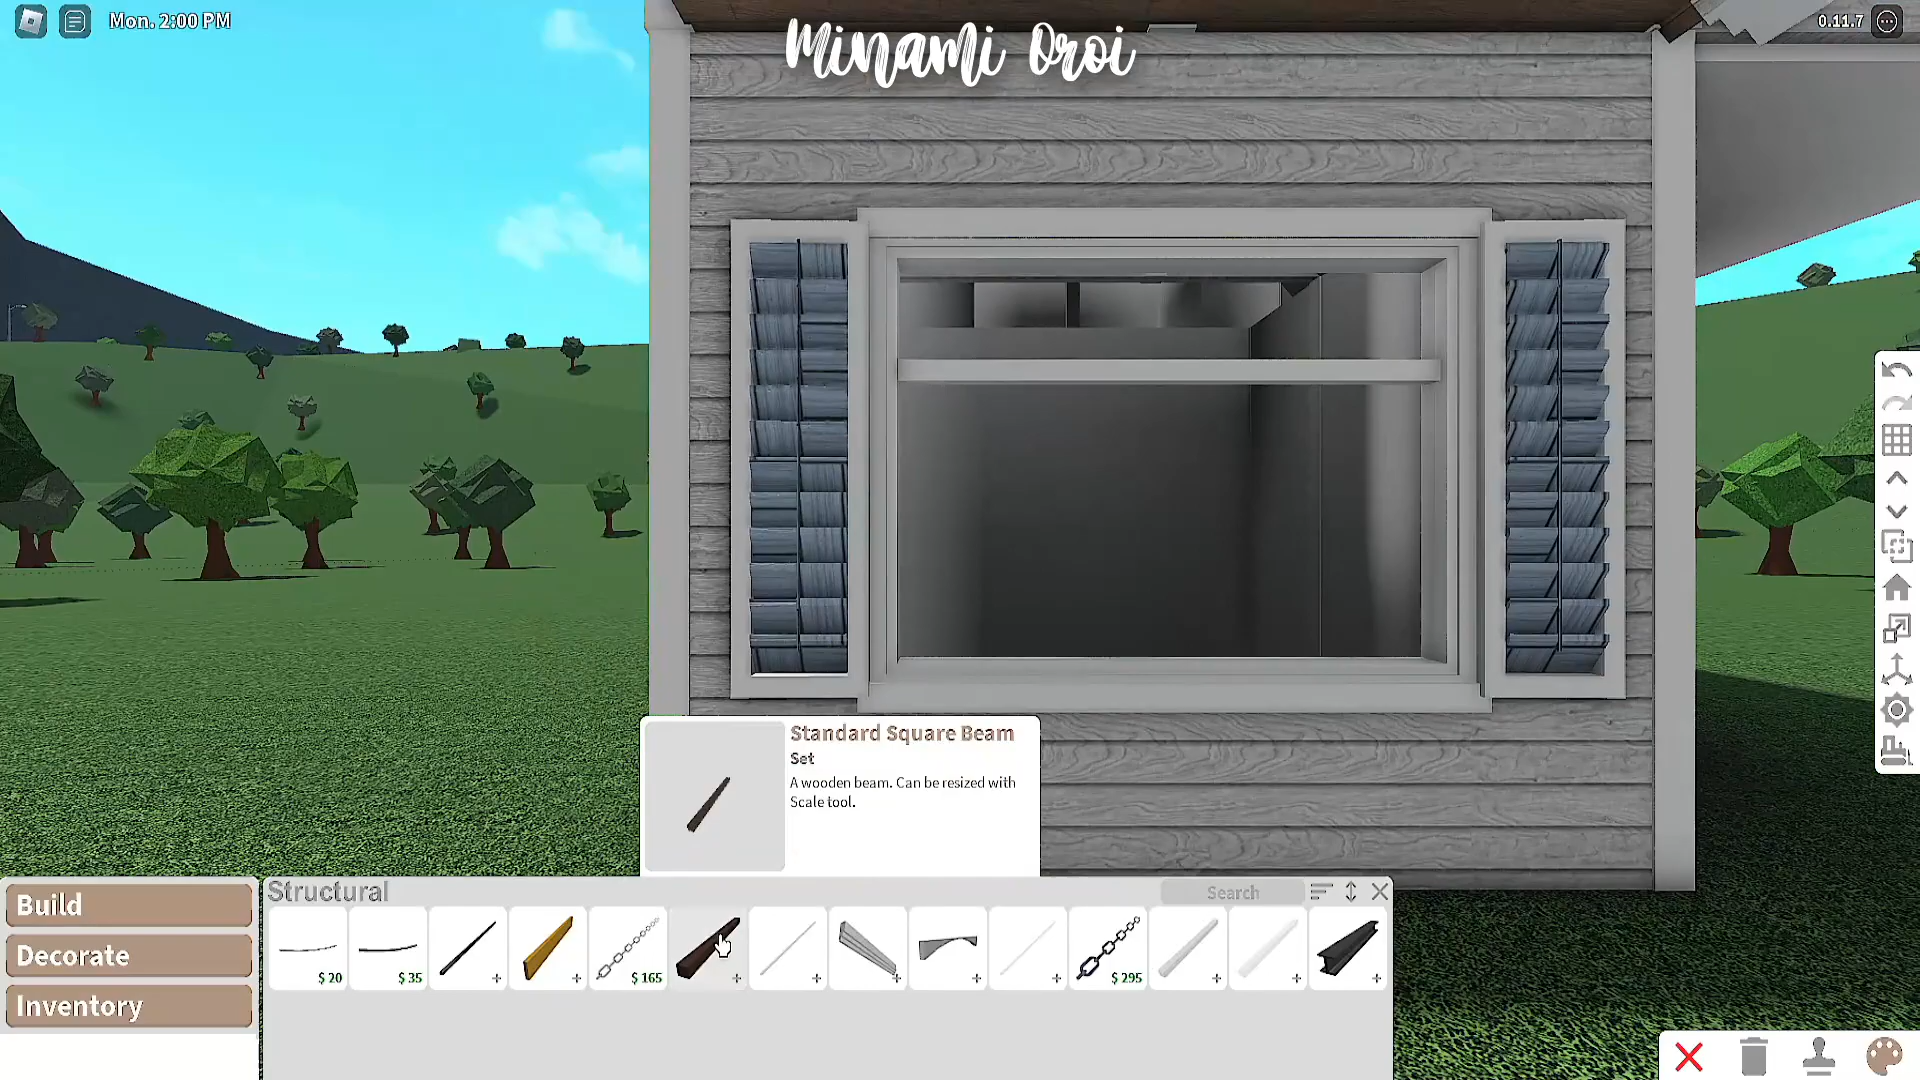 Mon. 2:00 PM
Minami Oroi
0.11.7
Standard Square Beam
Set
A wooden beam. Can be resized with
Scale tool.
Build
Decorate
Inventory
Structural
Search
$ 20
$ 35
+
+
$ 165
+
+
+
+
+
$ 295
+
+
+